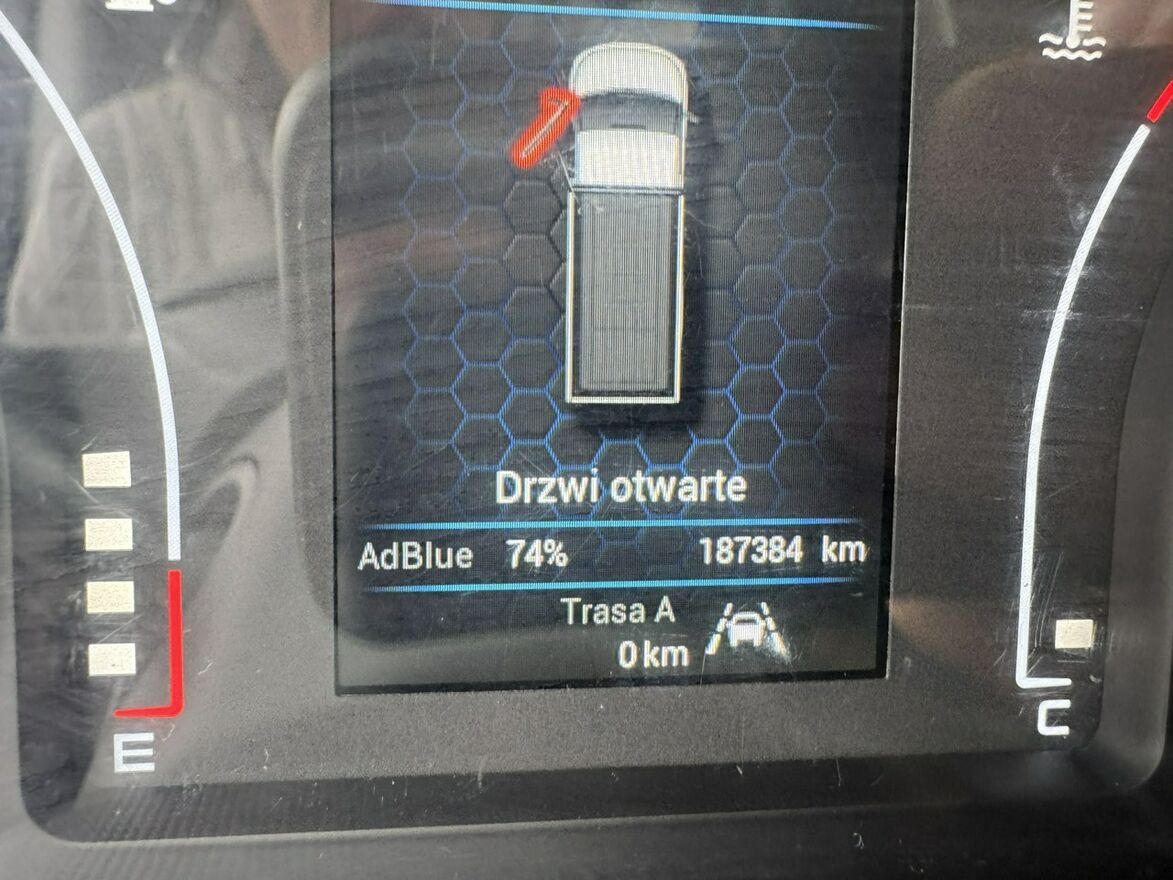 Drzwi otwarte
AdBlue 74% 187384 km
Trasa A
0 km
E
C